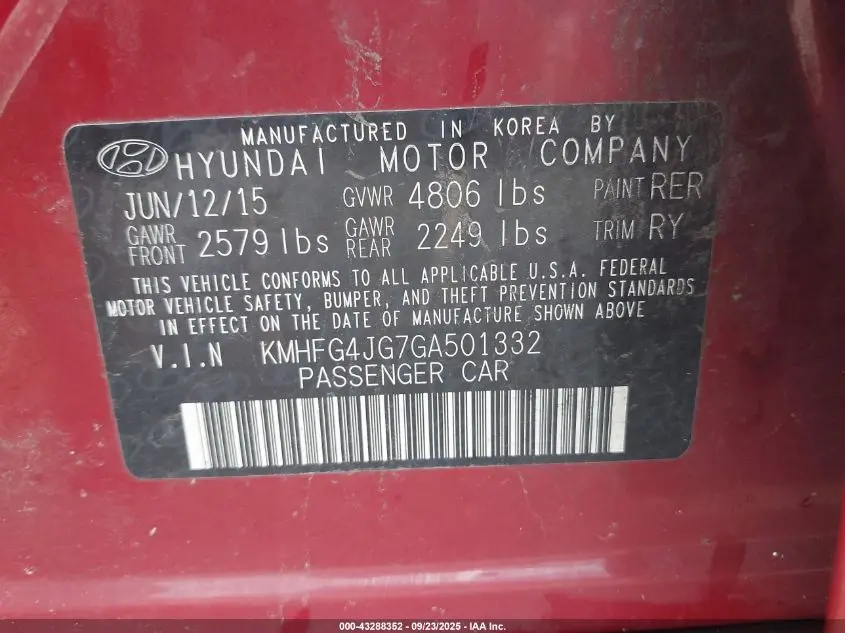 MANUFACTURED IN KOREA BY
HYUNDAI MOTOR COMPANY
JUN/12/15 GVWR 4806 lbs PAINT RER
GAWR FRONT 2579 lbs GAWR REAR 2249 lbs TRIM RY
THIS VEHICLE CONFORMS TO ALL APPLICABLE U.S.A. FEDERAL
MOTOR VEHICLE SAFETY, BUMPER, AND THEFT PREVENTION STANDARDS
IN EFFECT ON THE DATE OF MANUFACTURE SHOWN ABOVE
V.I.N KMHFG4JG7GA501332
PASSENGER CAR
000-43288352 - 09/23/2025 - IAA Inc.